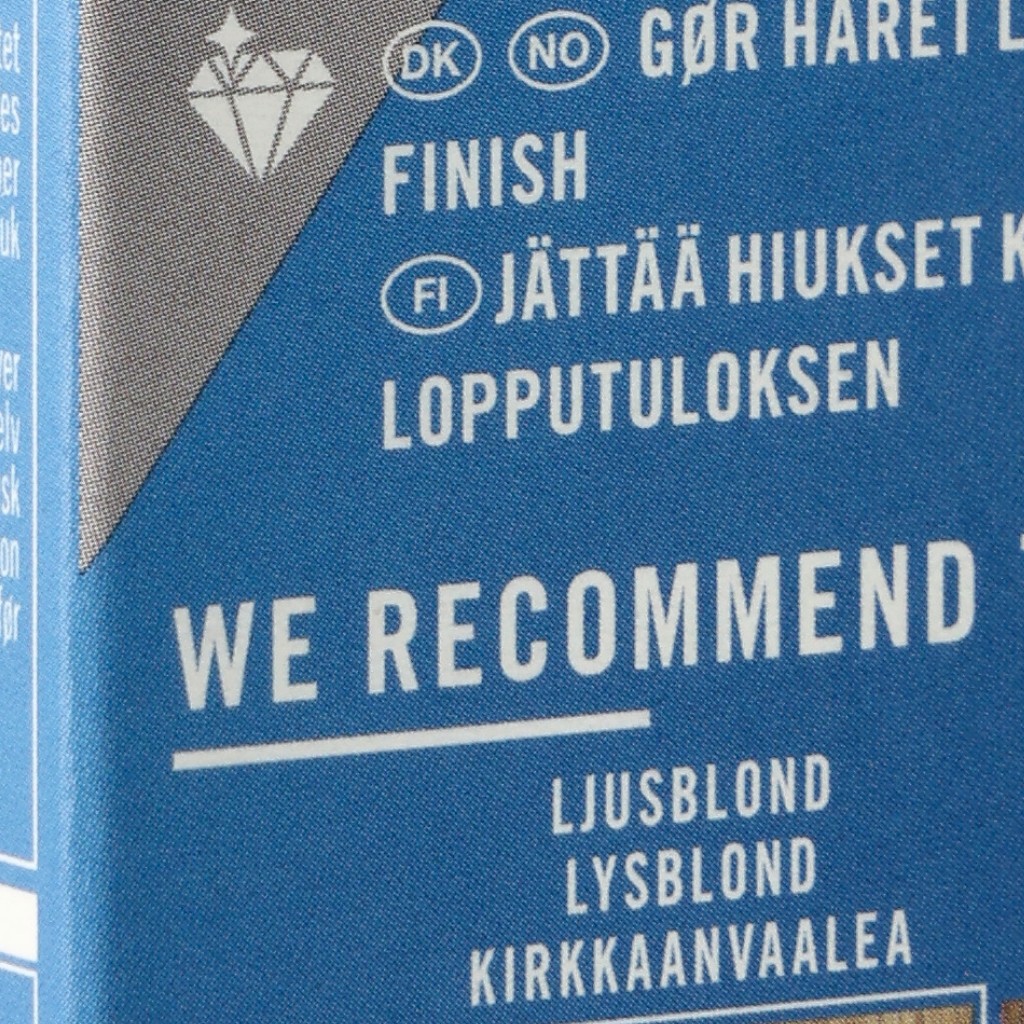 DK NO GØR HARET
FINISH
FI JÄTTÄÄ HIUKSET
LOPPUTULOKSEN
WE RECOMMEND
LJUSBLOND
LYSBLOND
KIRKKAANVAALEA